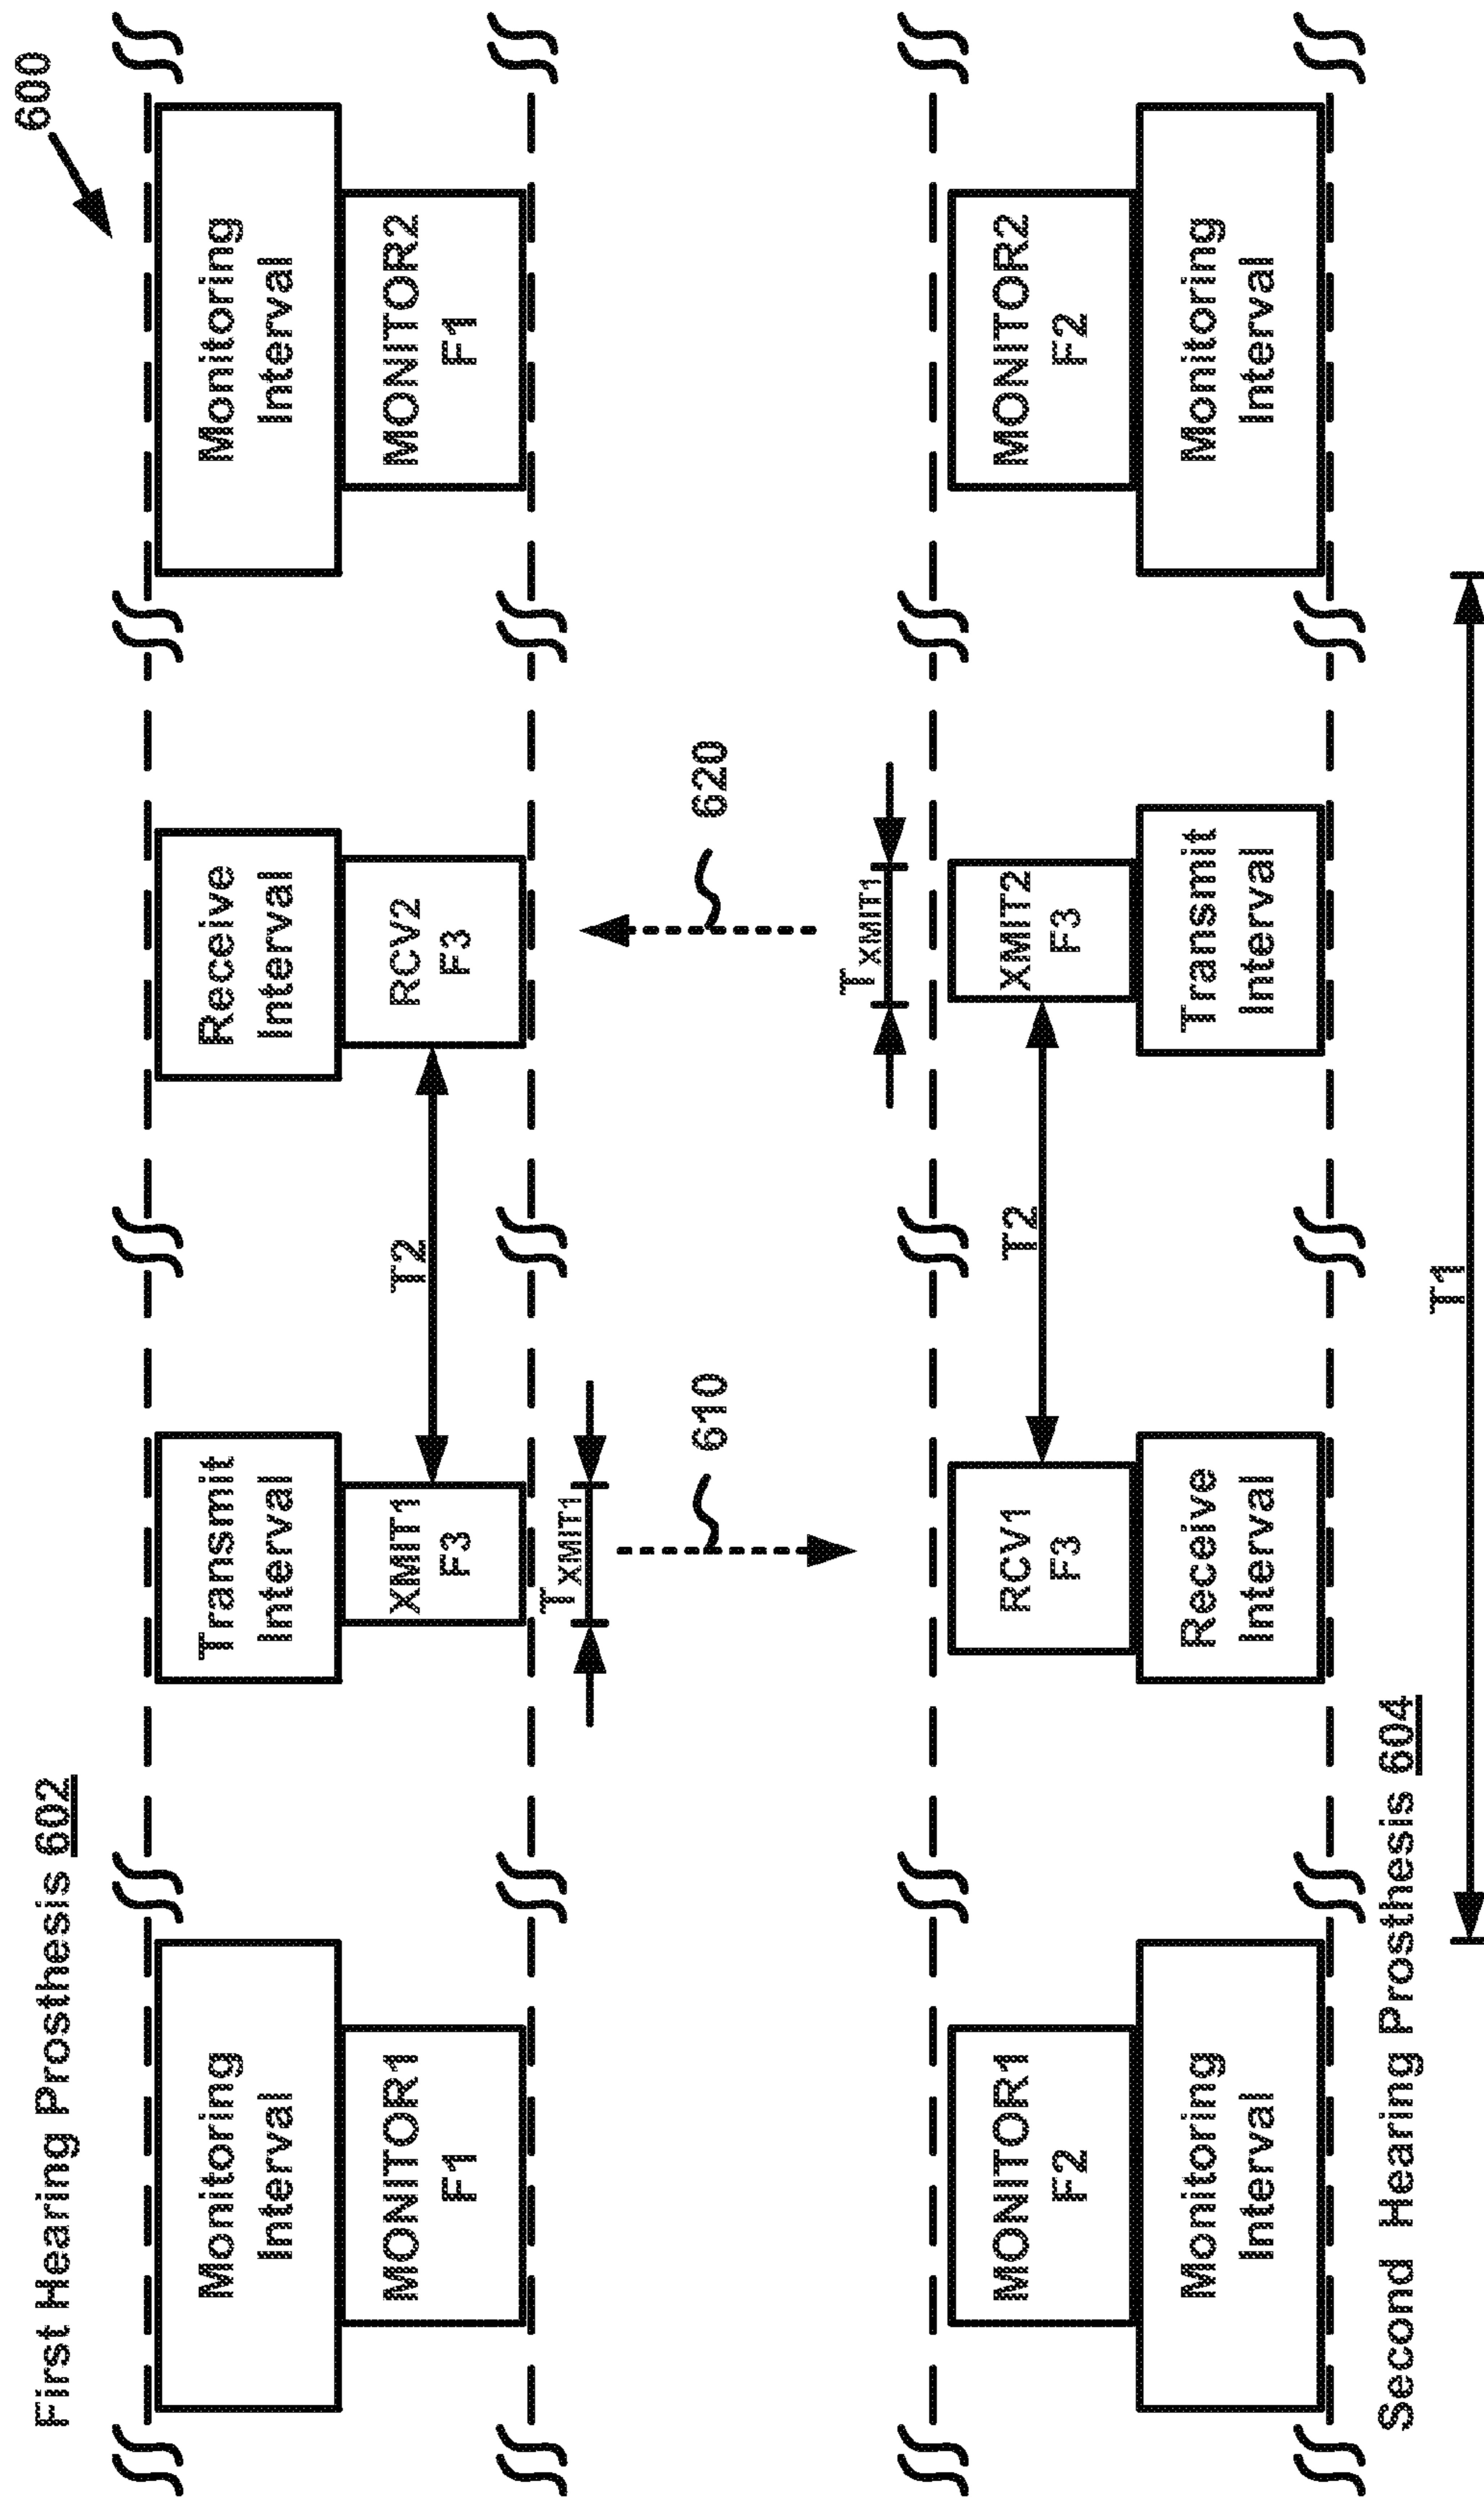 600
First Hearing Prosthesis 602
Monitoring
Interval
MONITOR1
F1
Transmit
Interval
XMIT1
F3
T2
Receive
Interval
RCV2
F3
Monitoring
Interval
MONITOR2
F1
TXMIT1
610
620
TXMIT1
MONITOR1
F2
Monitoring
Interval
RCV1
F3
Receive
Interval
T2
XMIT2
F3
Transmit
Interval
MONITOR2
F2
Monitoring
Interval
Second Hearing Prosthesis 604
T1